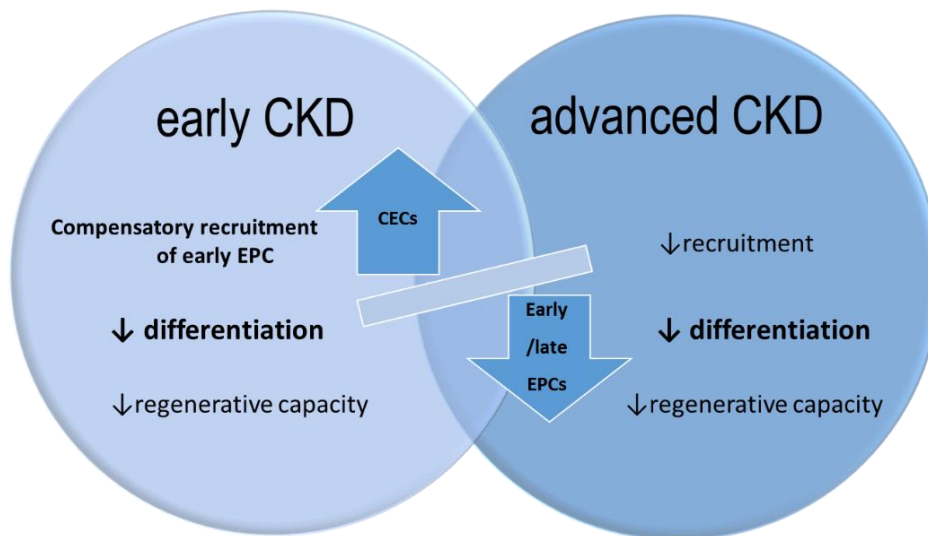 early CKD
Compensatory recruitment
of early EPC
↓ differentiation
↓regenerative capacity
CECs
Early
/late
EPCs
advanced CKD
↓recruitment
↓ differentiation
↓regenerative capacity